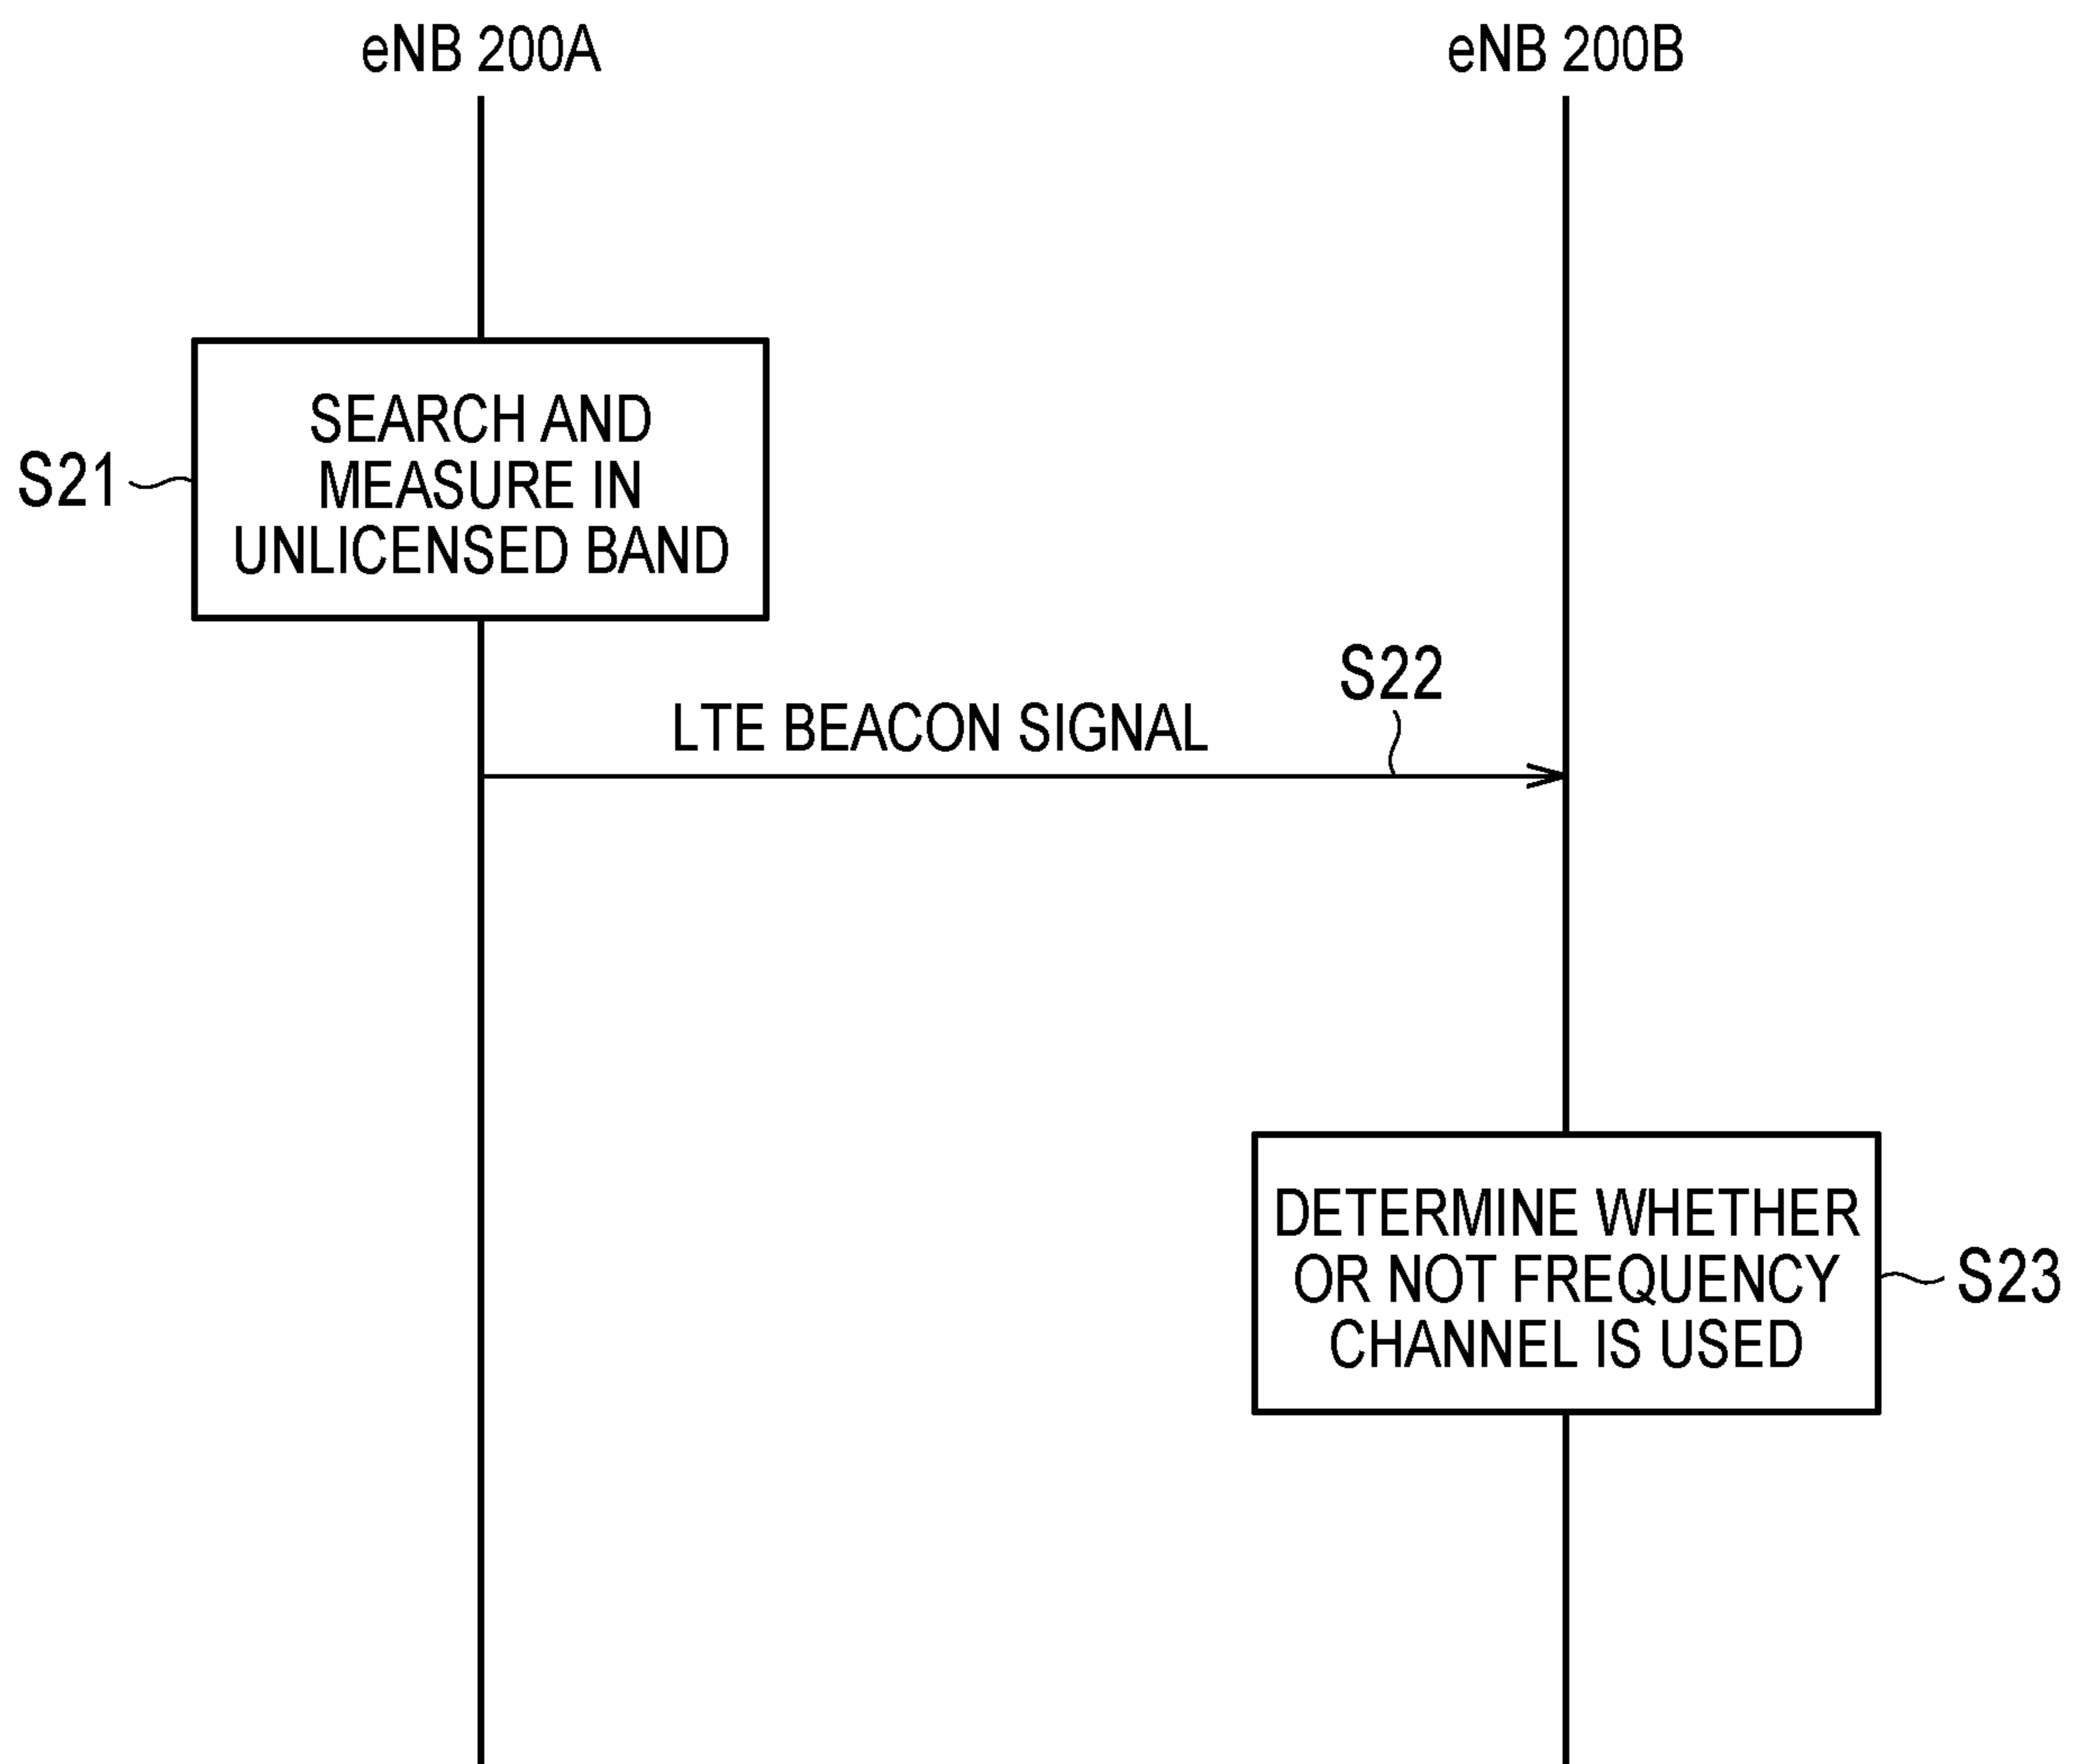 eNB 200A
eNB 200B
S21
SEARCH AND
MEASURE IN
UNLICENSED BAND
S22
LTE BEACON SIGNAL
DETERMINE WHETHER
OR NOT FREQUENCY
CHANNEL IS USED
S23